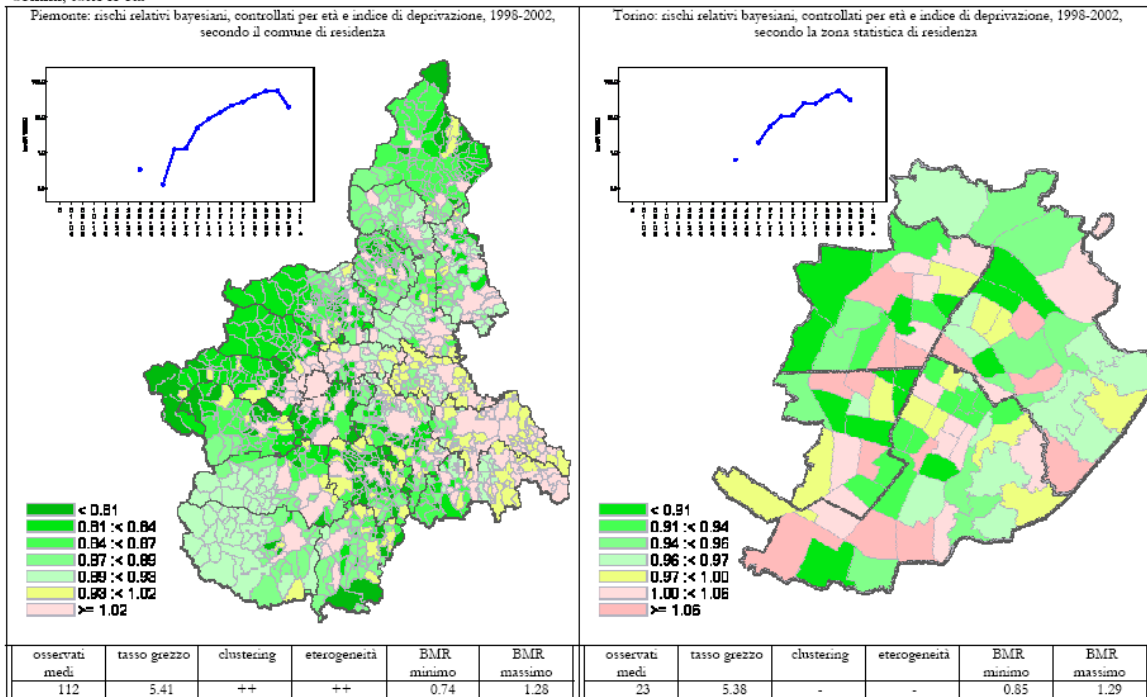 Piemonte: rischi relativi bayesiani, controllati per età e indice di deprivazione, 1998-2002,
secondo il comune di residenza
< 0.81
0.81 :< 0.84
0.84 :< 0.87
0.87 :< 0.89
0.89 :< 0.93
0.93 :< 1.02
>= 1.02
osservati medi
tasso grezzo
clustering
eterogeneità
BMR minimo
BMR massimo
112
5.41
++
++
0.74
1.28
Torino: rischi relativi bayesiani, controllati per età e indice di deprivazione, 1998-2002,
secondo la zona statistica di residenza
< 0.91
0.91 :< 0.94
0.94 :< 0.96
0.96 :< 0.97
0.97 :< 1.00
1.00 :< 1.06
>= 1.06
osservati medi
tasso grezzo
clustering
eterogeneità
BMR minimo
BMR massimo
23
5.38
-
-
0.85
1.29